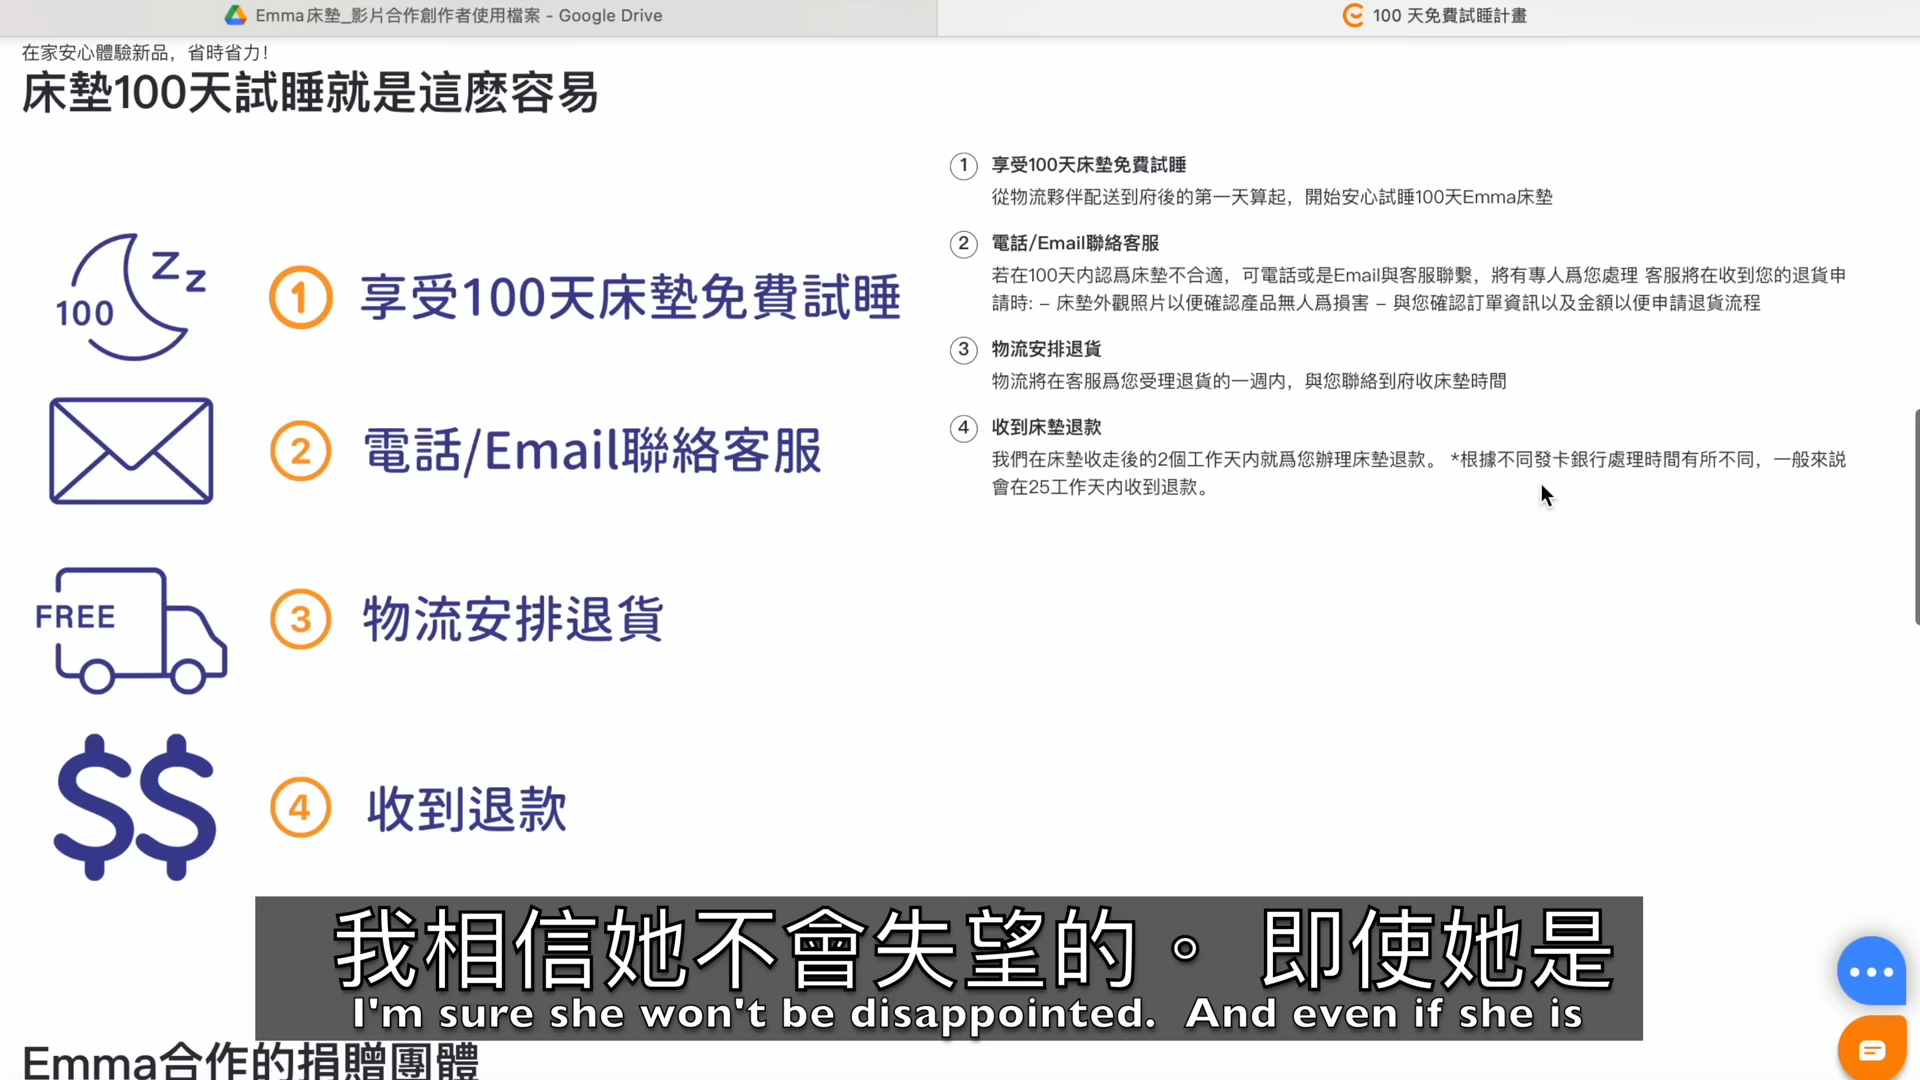 Emma床墊_影片合作創作者使用檔案 - Google Drive
100 天免費試睡計畫
在家安心體驗新品，省時省力！
床墊100天試睡就是這麽容易
100
Zz
1 享受100天床墊免費試睡
2 電話/Email聯絡客服
FREE
3 物流安排退貨
$$
4 收到退款
1 享受100天床墊免費試睡
從物流夥伴配送到府後的第一天算起，開始安心試睡100天Emma床墊
2 電話/Email聯絡客服
若在100天内認爲床墊不合適，可電話或是Email與客服聯繫，將有專人爲您處理 客服將在收到您的退貨申
請時: – 床墊外觀照片以便確認產品無人爲損害 – 與您確認訂單資訊以及金額以便申請退貨流程
3 物流安排退貨
物流將在客服爲您受理退貨的一週内，與您聯絡到府收床墊時間
4 收到床墊退款
我們在床墊收走後的2個工作天内就爲您辦理床墊退款。 *根據不同發卡銀行處理時間有所不同，一般來説
會在25工作天内收到退款。
我相信她不會失望的。 即使她是
I'm sure she won't be disappointed. And even if she is
Emma合作的捐贈團體